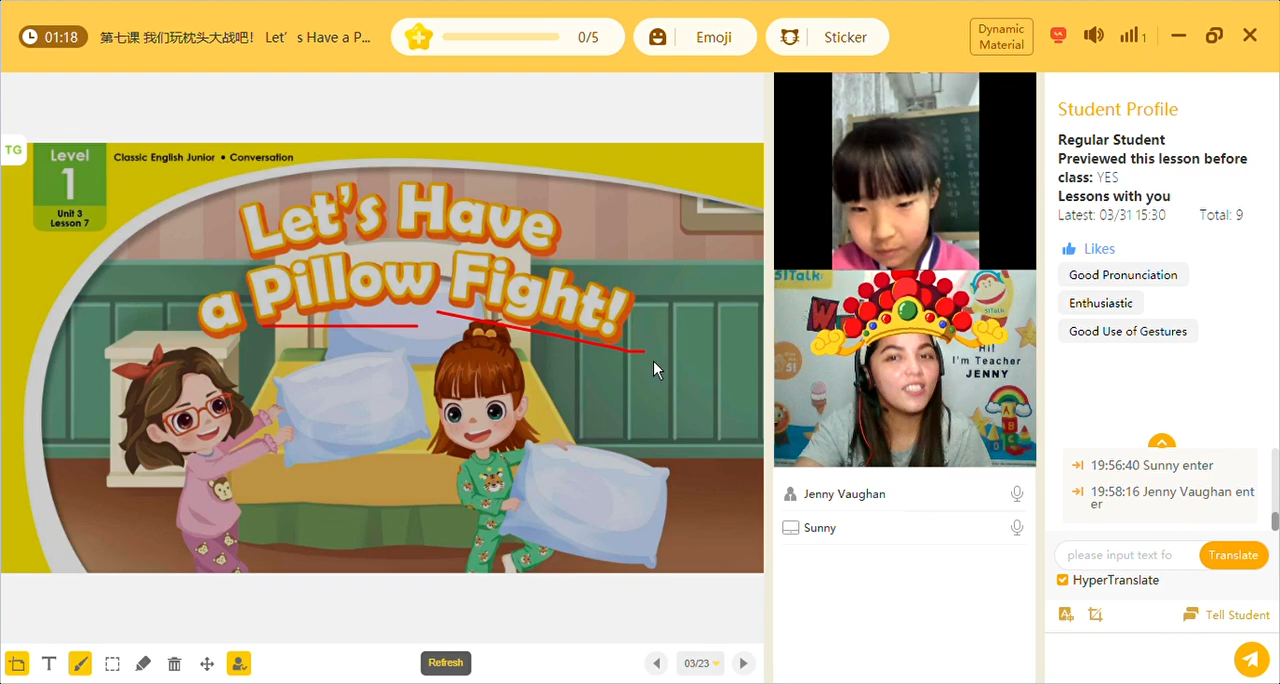 01:18
第七课 我们玩枕头大战吧! Let's Have a P...
0/5
Emoji
Sticker
Dynamic
Material
1
TG
Level
1
Unit 3
Lesson 7
Classic English Junior • Conversation
Let's Have
a Pillow Fight!
51Talk
W
Hi!
I'm Teacher
JENNY
51Talk
51
A
B
C
Jenny Vaughan
Sunny
Student Profile
Regular Student
Previewed this lesson before
class: YES
Lessons with you
Latest: 03/31 15:30 Total: 9
Likes
Good Pronunciation
Enthusiastic
Good Use of Gestures
19:56:40 Sunny enter
19:58:16 Jenny Vaughan ent
er
please input text fo
Translate
HyperTranslate
Tell Student
T
Refresh
03/23